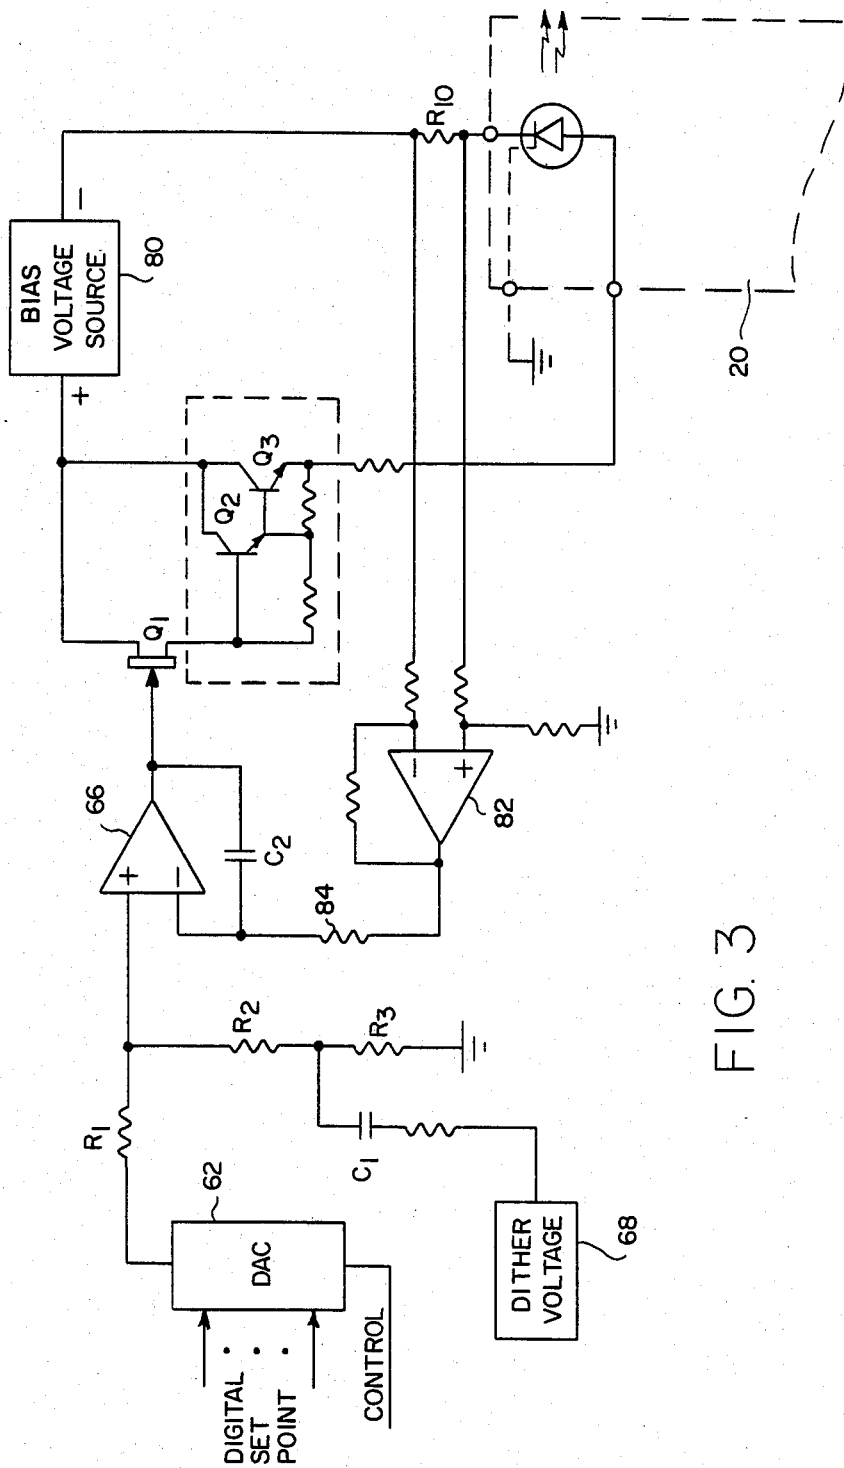 BIAS
VOLTAGE
SOURCE
80
+
−
Q1
Q2
Q3
R10
66
+
−
C2
84
−
+
82
20
R1
R2
R3
C1
62
DAC
DIGITAL
SET
POINT
CONTROL
DITHER
VOLTAGE
68
FIG. 3